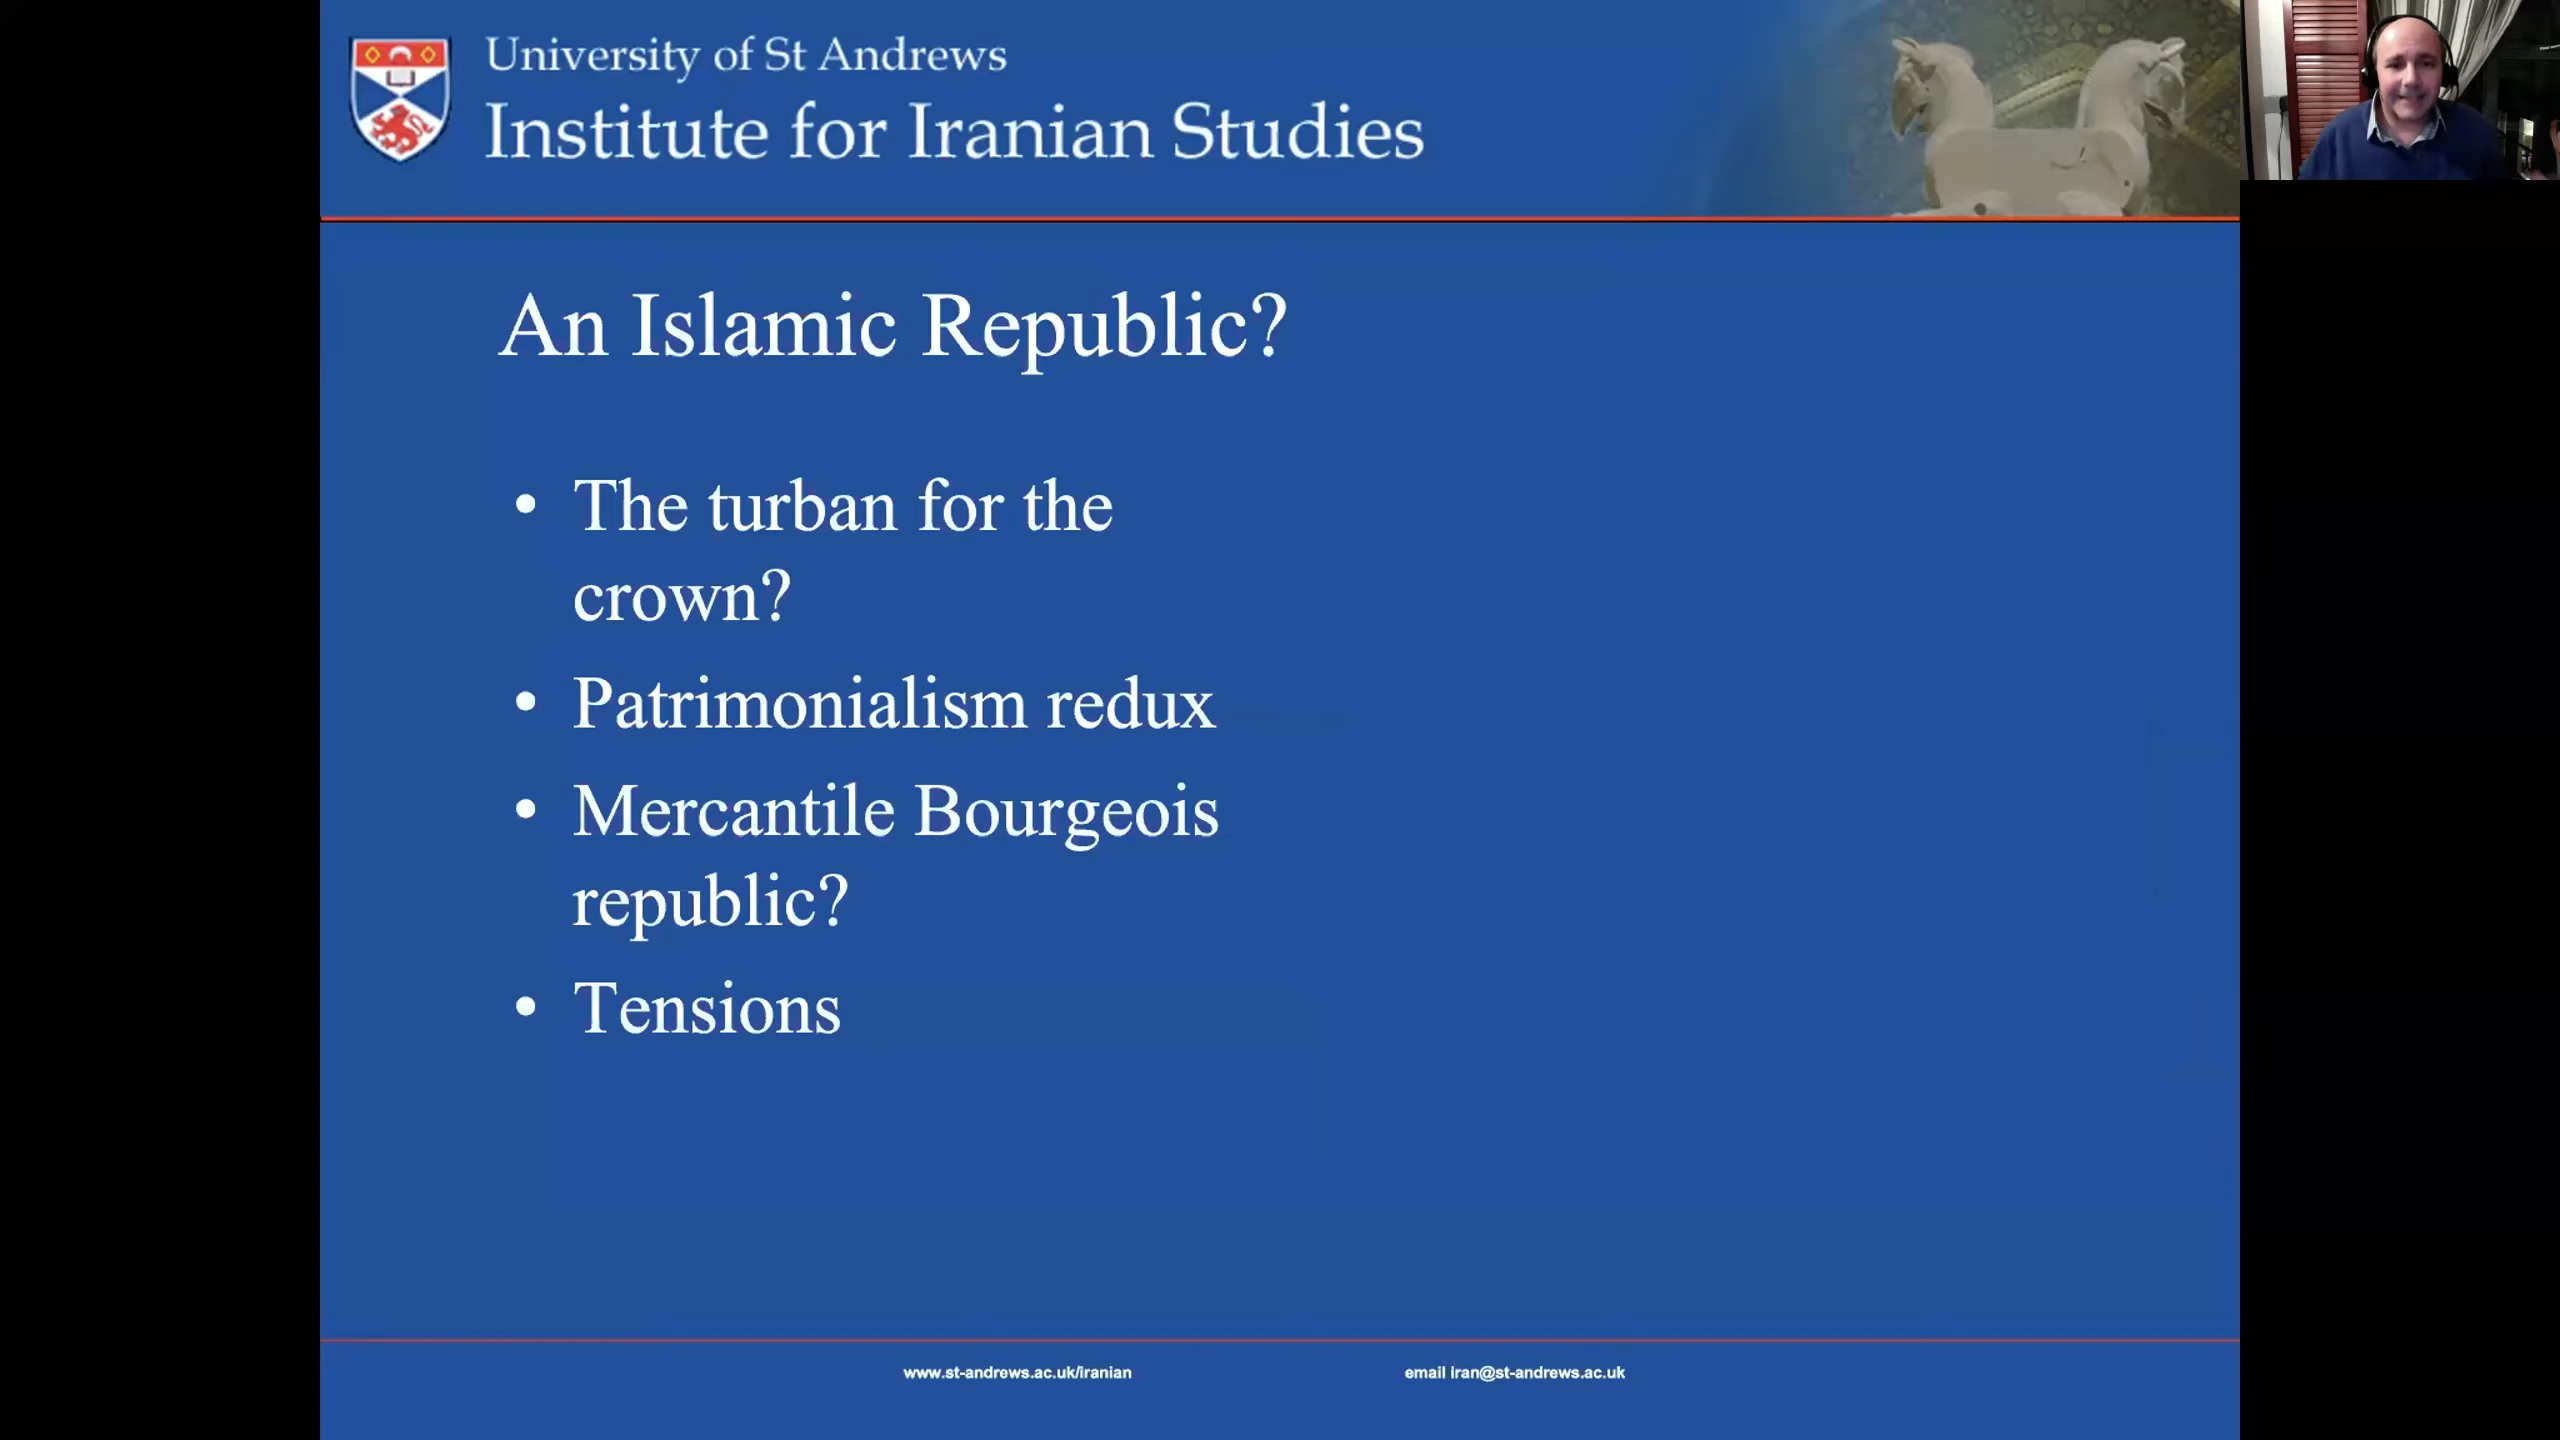 University of St Andrews
Institute for Iranian Studies
An Islamic Republic?
• The turban for the
crown?
• Patrimonialism redux
• Mercantile Bourgeois
republic?
• Tensions
www.st-andrews.ac.uk/iranian
email iran@st-andrews.ac.uk